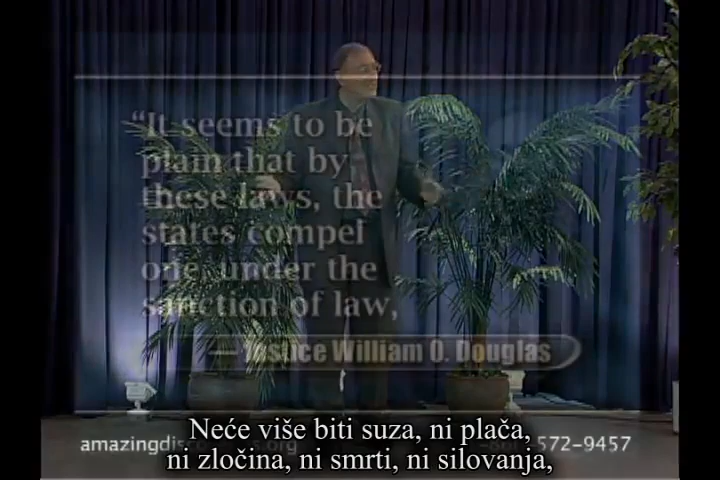 “It seems to be
plain that by
these laws, the
states compel
one, under the
sanction of law,
— Justice William O. Douglas
Neće više biti suza, ni plača,
ni zločina, ni smrti, ni silovanja,
572-9457